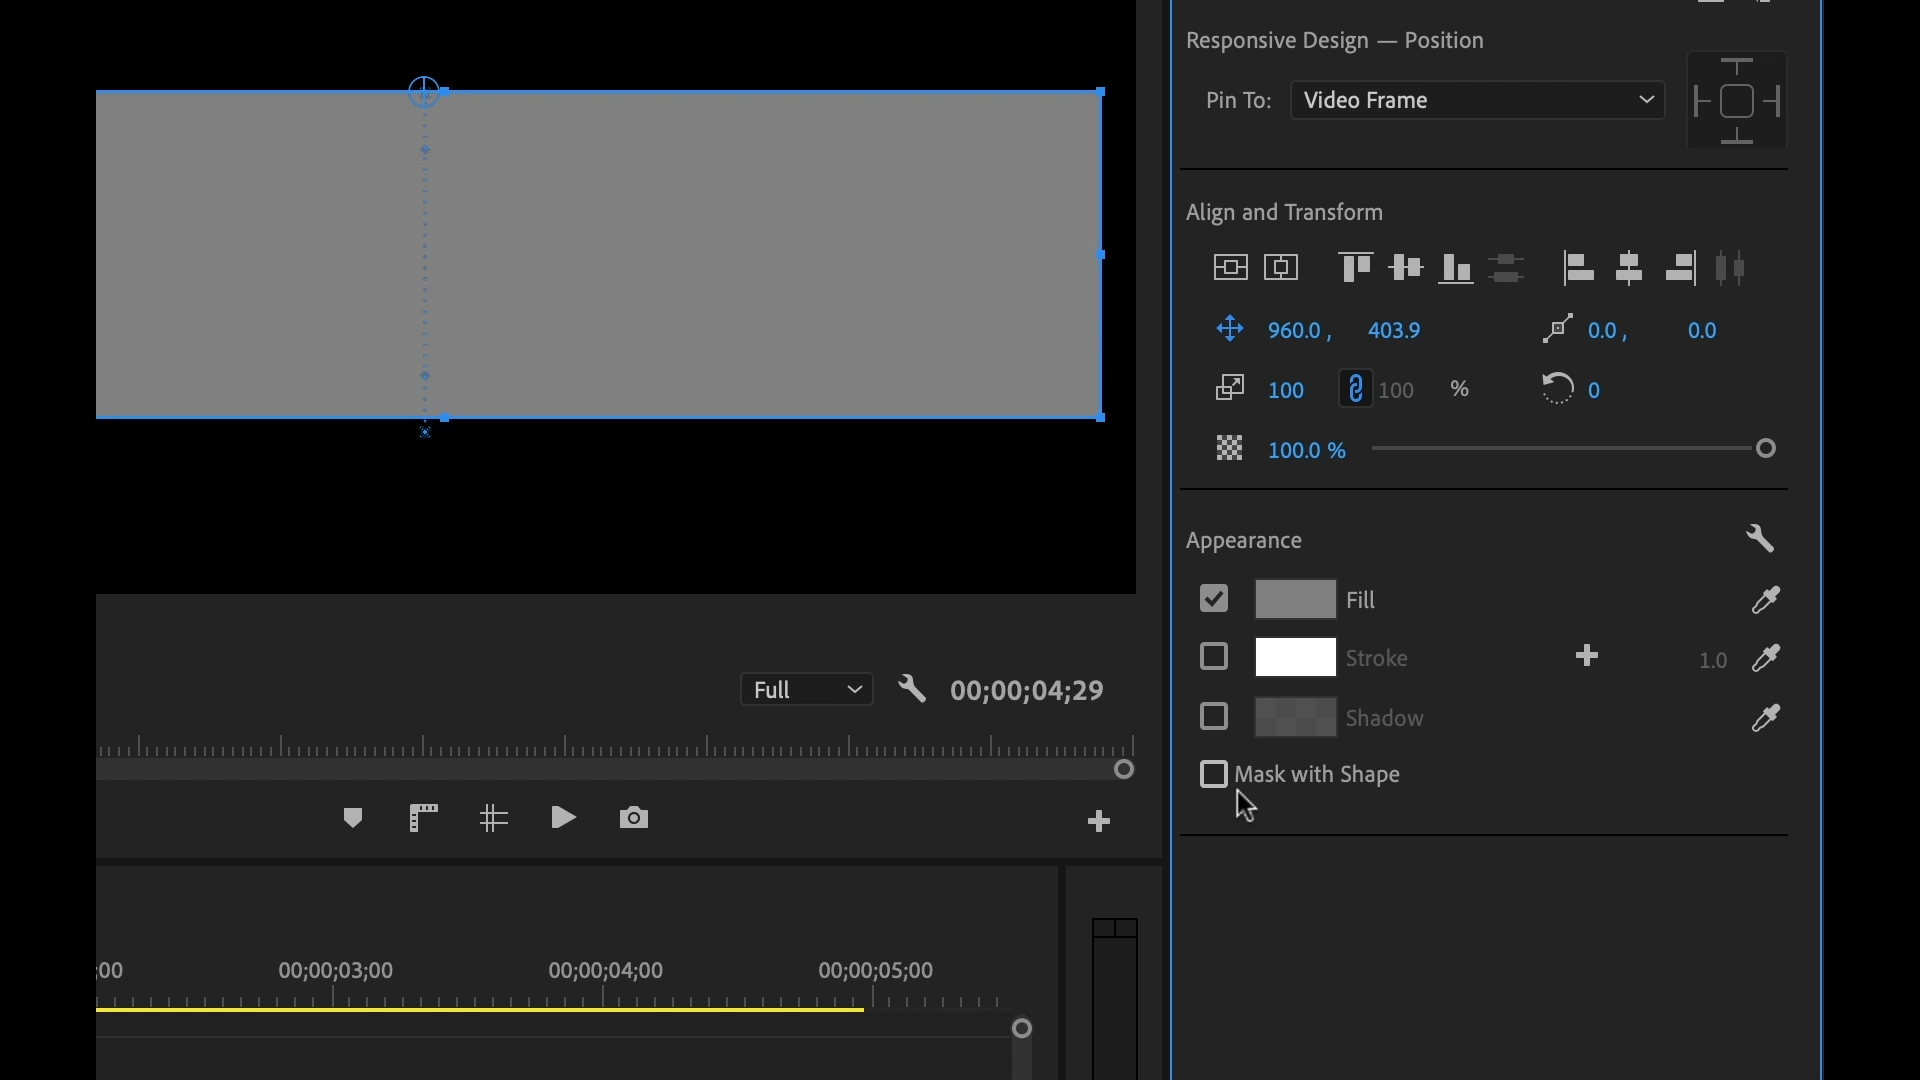 Responsive Design — Position
Pin To: Video Frame
Align and Transform
960.0 , 403.9 0.0 , 0.0
100 100 % 0
100.0 %
Appearance
Fill
Stroke 1.0
Shadow
Mask with Shape
Full 00;00;04;29
;00 00;00;03;00 00;00;04;00 00;00;05;00